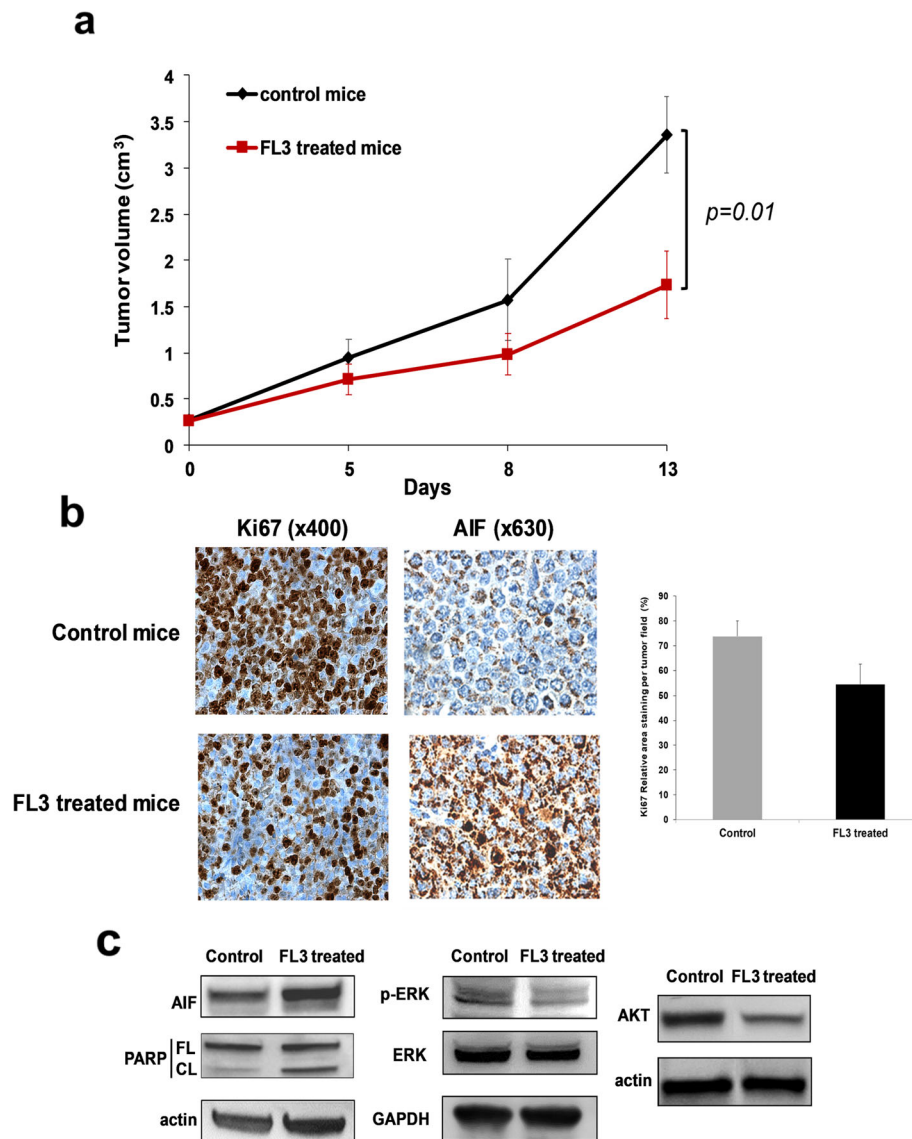 a
4
3.5
3
2.5
2
1.5
1
0.5
0
Tumor volume (cm³)
control mice
FL3 treated mice
p=0.01
0 5 8 13
Days
b
Ki67 (x400) AIF (x630)
Control mice
FL3 treated mice
90
80
70
60
50
40
30
20
10
0
Ki67 Relative area staining per tumor field (%)
Control FL3 treated
c
Control FL3 treated
AIF
PARP
FL
CL
actin
Control FL3 treated
p-ERK
ERK
GAPDH
Control FL3 treated
AKT
actin